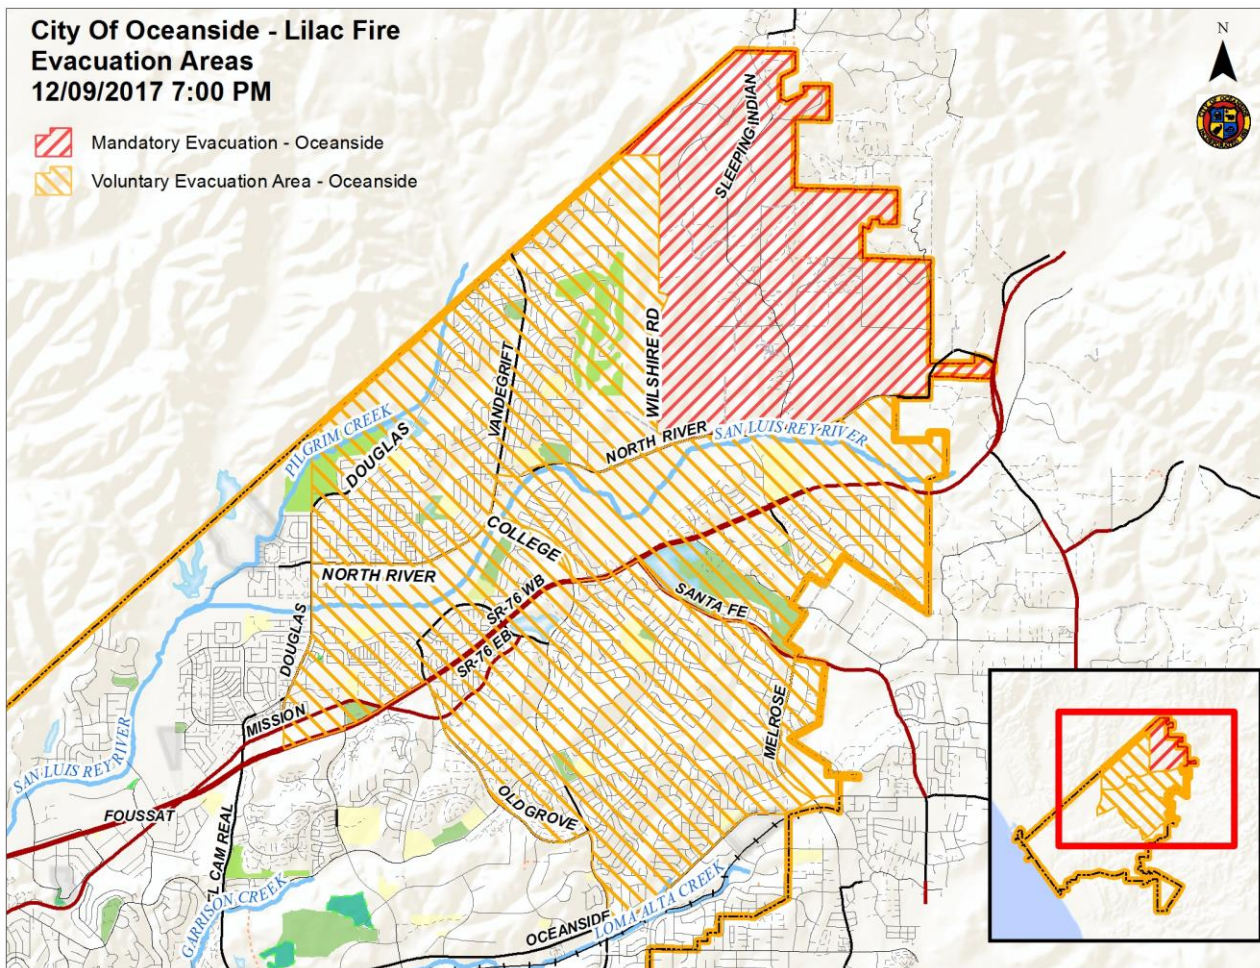 City Of Oceanside - Lilac Fire
Evacuation Areas
12/09/2017 7:00 PM
Mandatory Evacuation - Oceanside
Voluntary Evacuation Area - Oceanside
N
SLEEPING INDIAN
WILSHIRE RD
VANDEGRIFT
PILGRIM CREEK
DOUGLAS
NORTH RIVER
SAN LUIS REY RIVER
COLLEGE
NORTH RIVER
SR-76 WB
SANTA FE
DOUGLAS
SR-76 EB
MISSION
MELROSE
SAN LUIS REY RIVER
OLD GROVE
FOUSSAT
L CAM REAL
GARRISON CREEK
OCEANSIDE
LOMA ALTA CREEK